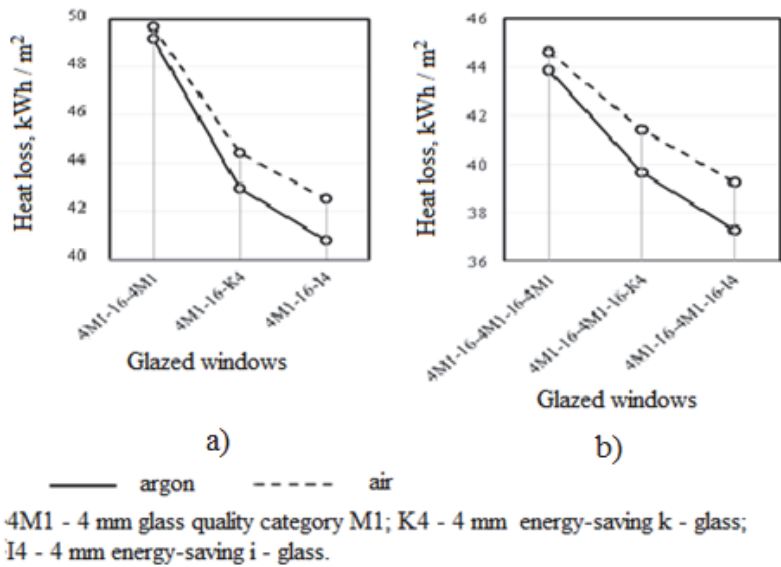 50
48
46
44
42
40
Heat loss, kWh / m²
4M1-16-4M1
4M1-16-K4
4M1-16-I4
Glazed windows
a)
46
44
42
40
38
36
Heat loss, kWh / m²
4M1-16-4M1-16-4M1
4M1-16-4M1-16-K4
4M1-16-4M1-16-I4
Glazed windows
b)
argon air
4M1 - 4 mm glass quality category M1; K4 - 4 mm energy-saving k - glass;
I4 - 4 mm energy-saving i - glass.